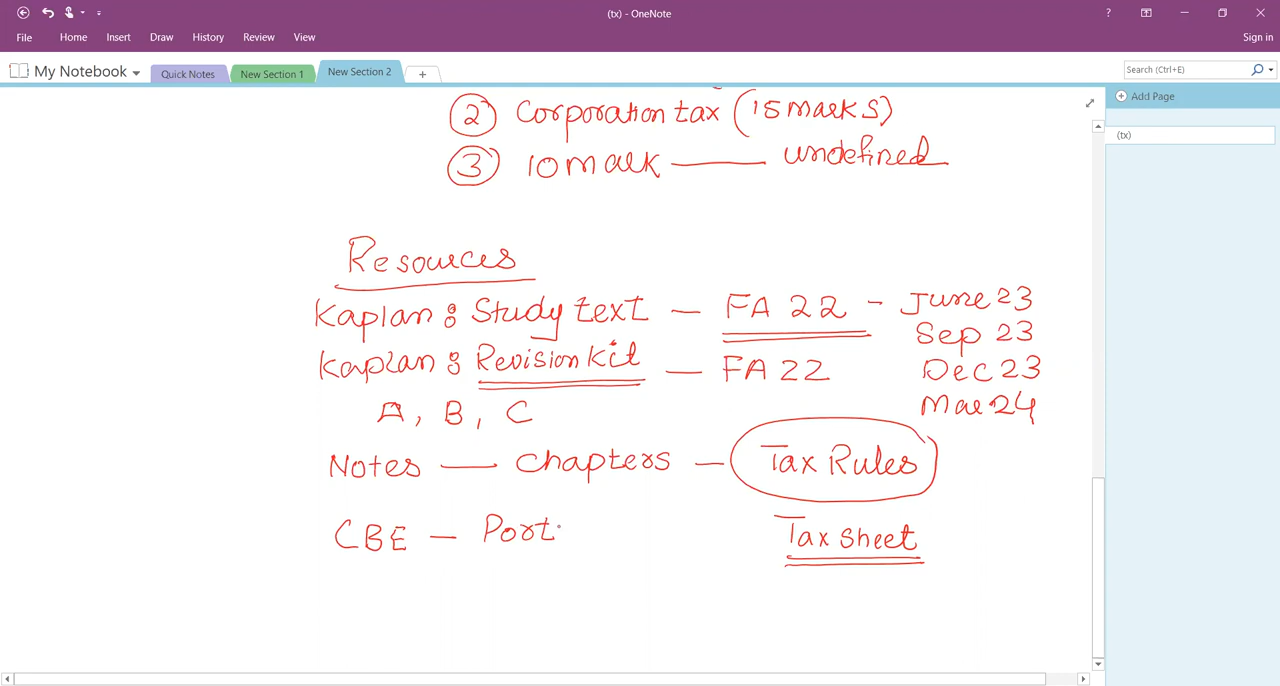 (tx) - OneNote
File Home Insert Draw History Review View Sign in
My Notebook Quick Notes New Section 1 New Section 2 Search (Ctrl+E)
Add Page
(tx)
2 Corporation tax (15 Marks)
3 10 Mark — undefined
Resources
Kaplan : Study text — FA 22 - June 23
Sep 23
Kaplan : Revision Kit — FA 22 Dec 23
A, B, C Mar 24
Notes — Chapters — Tax Rules
CBE — Port Tax Sheet